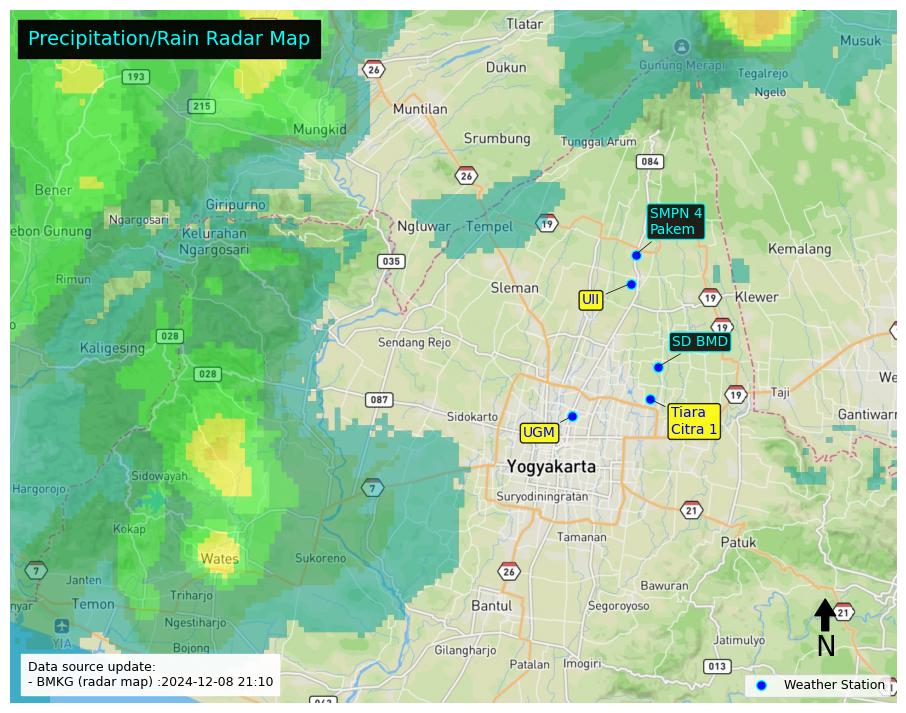 Precipitation/Rain Radar Map
Tlatar
Musuk
Gunung Merapi
26
Dukun
Tegalrejo
193
Ngelo
215
Muntilan
Mungkid
Srumbung
Tunggal Arum
084
26
Bener
Giripurno
SMPN 4
Pakem
Ngargosari
Ngluwar
Tempel
19
ebon Gunung
Kelurahan
Ngargosari
Kemalang
035
Rimun
Sleman
UII
19
Klewer
19
028
Kaligesing
Sendang Rejo
SD BMD
028
We
087
19
Taji
Sidokarto
Tiara
Citra 1
Gantiwarr
UGM
Yogyakarta
Sidowayah
Hargorojo
7
Suryodiningratan
21
Kokap
Tamanan
Patuk
Wates
Sukoreno
7
26
Janten
Bawuran
nyar
Temon
Triharjo
Bantul
Segoroyoso
21
Ngestiharjo
N
YIA
Bojong
Gilangharjo
Jatimulyo
Patalan
Imogiri
013
Data source update:
- BMKG (radar map) :2024-12-08 21:10
Weather Station